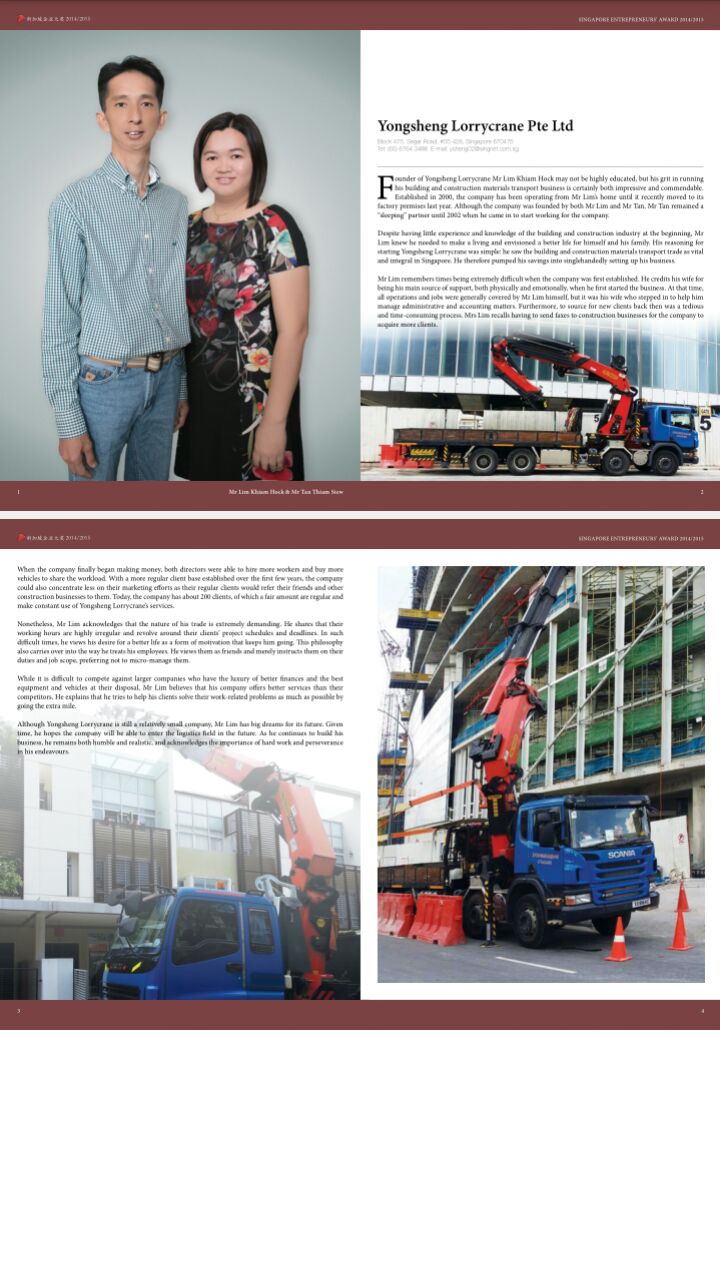 新加坡企业之星 2014/2015
SINGAPORE ENTREPRENEURS' AWARD 2014/2015
Yongsheng Lorrycrane Pte Ltd
Founder of Yongsheng Lorrycrane Mr Lim Khiam Hock may not be highly educated, but his grit in running
his building and construction materials transport business is certainly both impressive and commendable.
Established in 2000, the company has been operating from Mr Lim's home until it recently moved to its
factory premises last year. Although the company was founded by both Mr Lim and Mr Tan, Mr Tan remained a
"sleeping" partner until 2002 when he came in to start working for the company.
Despite having little experience and knowledge of the building and construction industry at the beginning, Mr
Lim knew he needed to make a living and envisioned a better life for himself and his family. His reasoning for
starting Yongsheng Lorrycrane was simple: he saw the building and construction materials transport trade as vital
and integral in Singapore. He therefore pumped his savings into singlehandedly setting up his business.
Mr Lim remembers times being extremely difficult when the company was first established. He credits his wife for
being his main source of support, both physically and emotionally, when he first started the business. At that time,
all operations and jobs were generally covered by Mr Lim himself, but it was his wife who stepped in to help him
manage administrative and accounting matters. Furthermore, to source for new clients back then was a tedious
and time-consuming process. Mrs Lim recalls having to send faxes to construction businesses for the company to
acquire more clients.
5
GATE
5
1
Mr Lim Khiam Hock & Mr Tan Thiam Siew
2
新加坡企业之星 2014/2015
SINGAPORE ENTREPRENEURS' AWARD 2014/2015
When the company finally began making money, both directors were able to hire more workers and buy more
vehicles to share the workload. With a more regular client base established over the first few years, the company
could also concentrate less on their marketing efforts as their regular clients would refer their friends and other
construction businesses to them. Today, the company has about 200 clients, of which a fair amount are regular and
make constant use of Yongsheng Lorrycrane's services.
Nonetheless, Mr Lim acknowledges that the nature of his trade is extremely demanding. He shares that their
working hours are highly irregular and revolve around their clients' project schedules and deadlines. In such
difficult times, he views his desire for a better life as a form of motivation that keeps him going. This philosophy
also carries over into the way he treats his employees. He views them as friends and merely instructs them on their
duties and job scope, preferring not to micro-manage them.
While it is difficult to compete against larger companies who have the luxury of better finances and the best
equipment and vehicles at their disposal, Mr Lim believes that his company offers better services than their
competitors. He explains that he tries to help his clients solve their work-related problems as much as possible by
going the extra mile.
Although Yongsheng Lorrycrane is still a relatively small company, Mr Lim has big dreams for its future. Given
time, he hopes the company will be able to enter the logistics field in the future. As he continues to build his
business, he remains both humble and realistic, and acknowledges the importance of hard work and perseverance
in his endeavours.
SCANIA
3
4